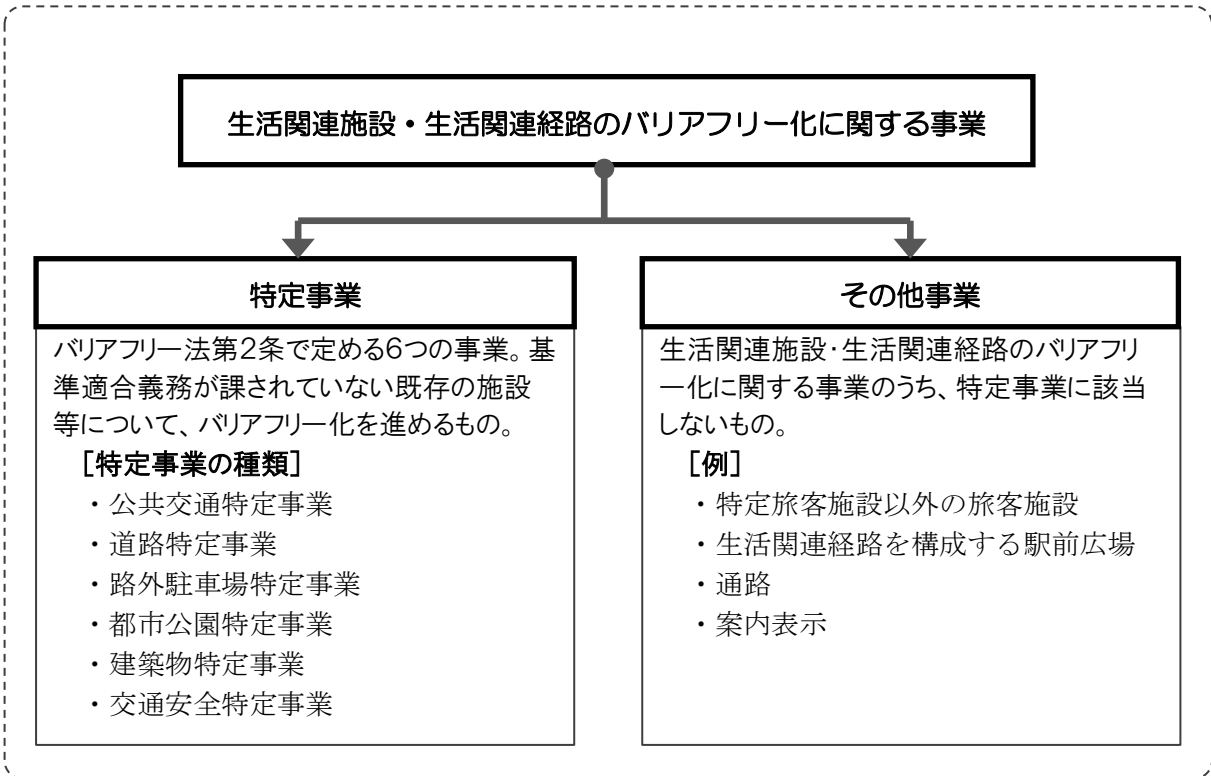 生活関連施設・生活関連経路のバリアフリー化に関する事業
特定事業
バリアフリー法第2条で定める6つの事業。基
準適合義務が課されていない既存の施設
等について、バリアフリー化を進めるもの。
［特定事業の種類］
・公共交通特定事業
・道路特定事業
・路外駐車場特定事業
・都市公園特定事業
・建築物特定事業
・交通安全特定事業
その他事業
生活関連施設・生活関連経路のバリアフリ
ー化に関する事業のうち、特定事業に該当
しないもの。
［例］
・特定旅客施設以外の旅客施設
・生活関連経路を構成する駅前広場
・通路
・案内表示